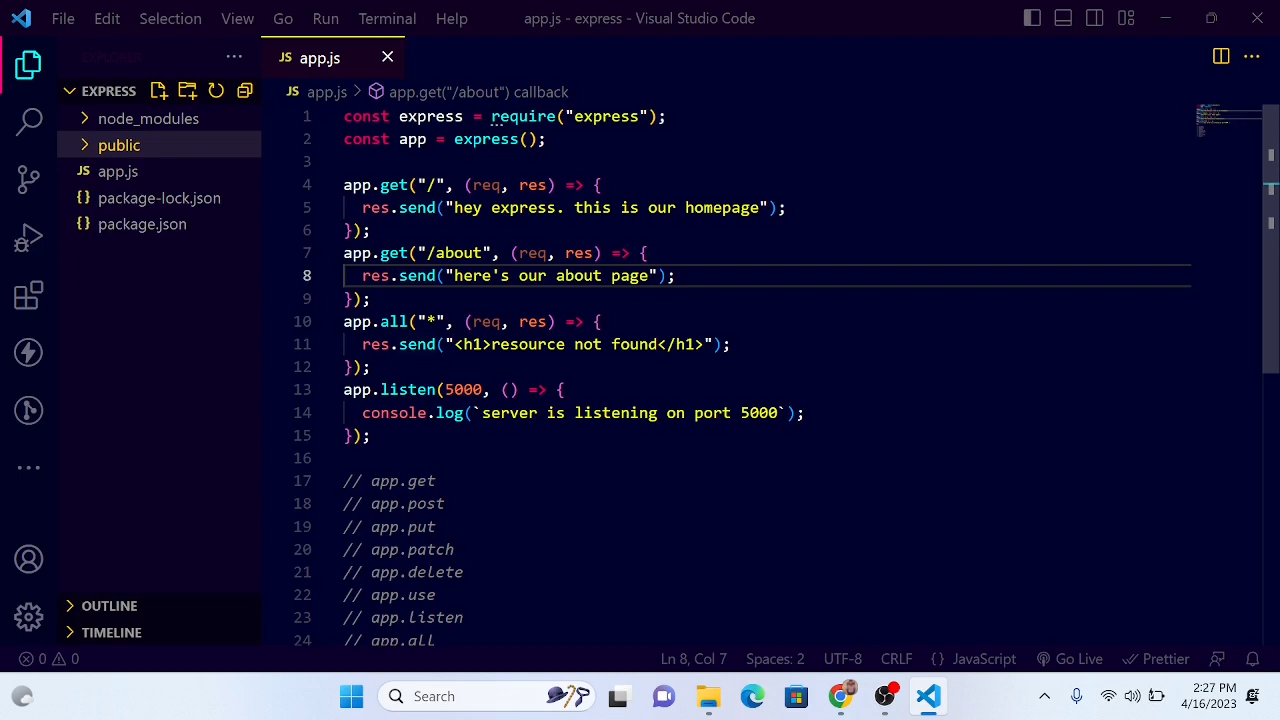 File Edit Selection View Go Run Terminal Help app.js - express - Visual Studio Code
EXPLORER
JS app.js
EXPRESS
node_modules
public
JS app.js
{} package-lock.json
{} package.json
OUTLINE
TIMELINE
JS app.js > app.get("/about") callback
1 const express = require("express");
2 const app = express();
3
4 app.get("/", (req, res) => {
5 res.send("hey express. this is our homepage");
6 });
7 app.get("/about", (req, res) => {
8 res.send("here's our about page");
9 });
10 app.all("*", (req, res) => {
11 res.send("<h1>resource not found</h1>");
12 });
13 app.listen(5000, () => {
14 console.log(`server is listening on port 5000`);
15 });
16
17 // app.get
18 // app.post
19 // app.put
20 // app.patch
21 // app.delete
22 // app.use
23 // app.listen
24 // app.all
0 0 Ln 8, Col 7 Spaces: 2 UTF-8 CRLF {} JavaScript Go Live Prettier
Search
2:27 PM
4/16/2023